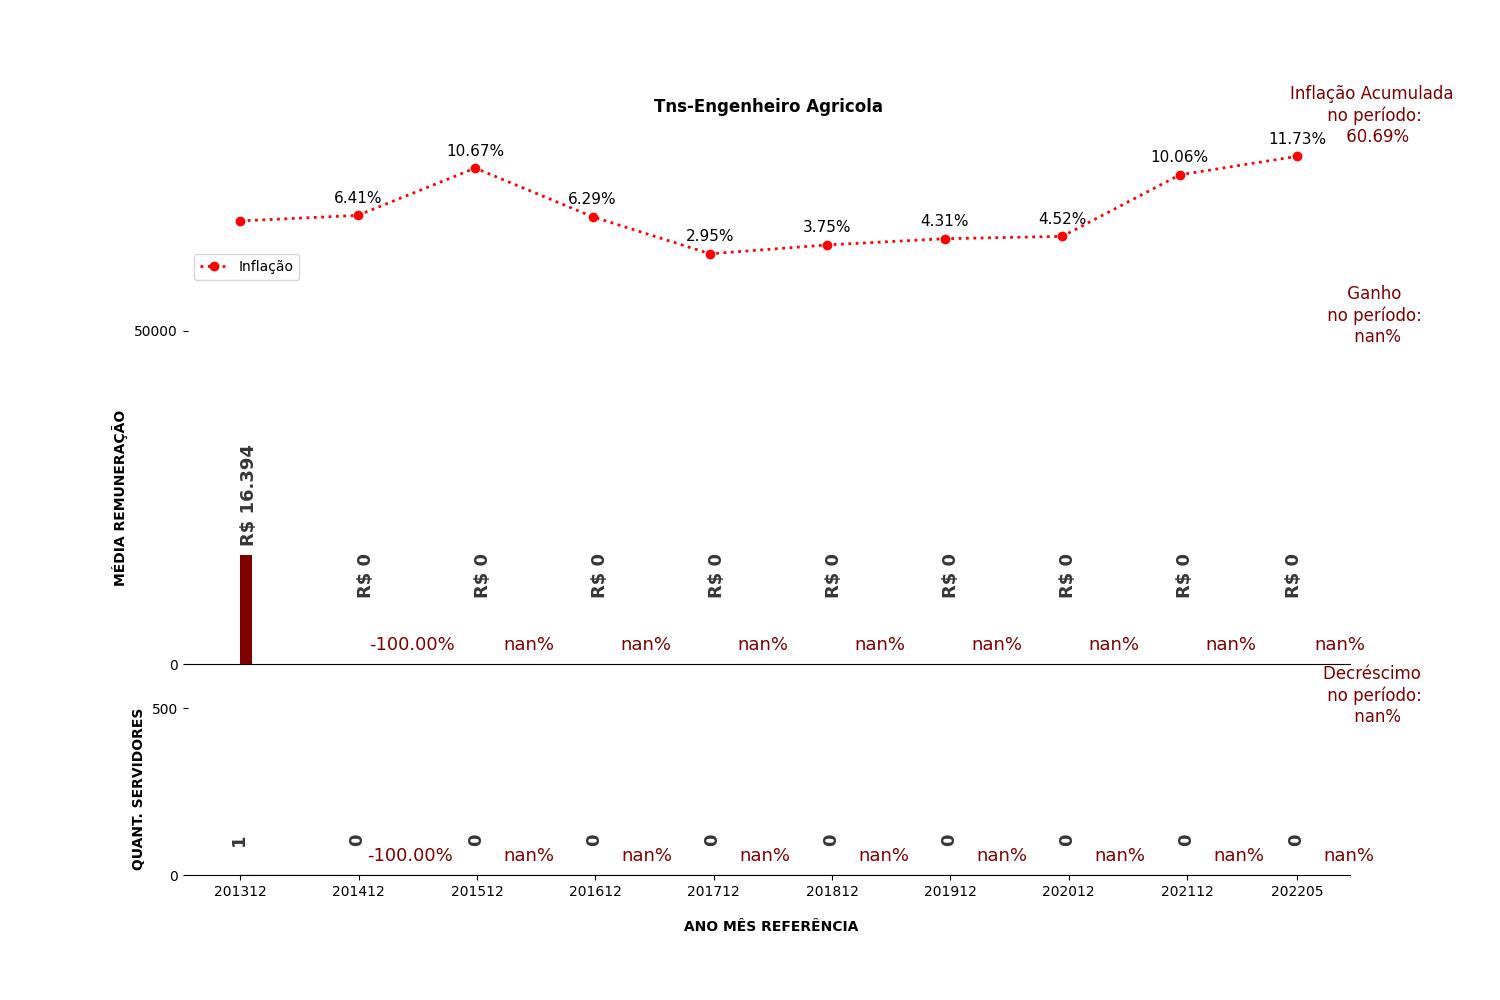 Tns-Engenheiro Agricola
Inflação Acumulada
no período:
60.69%
6.41%
10.67%
6.29%
2.95%
3.75%
4.31%
4.52%
10.06%
11.73%
Inflação
Ganho
no período:
nan%
50000
0
MÉDIA REMUNERAÇÃO
R$ 16.394
R$ 0
R$ 0
R$ 0
R$ 0
R$ 0
R$ 0
R$ 0
R$ 0
R$ 0
-100.00%
nan%
nan%
nan%
nan%
nan%
nan%
nan%
nan%
Decréscimo
no período:
nan%
500
0
QUANT. SERVIDORES
1
0
0
0
0
0
0
0
0
0
-100.00%
nan%
nan%
nan%
nan%
nan%
nan%
nan%
nan%
201312
201412
201512
201612
201712
201812
201912
202012
202112
202205
ANO MÊS REFERÊNCIA